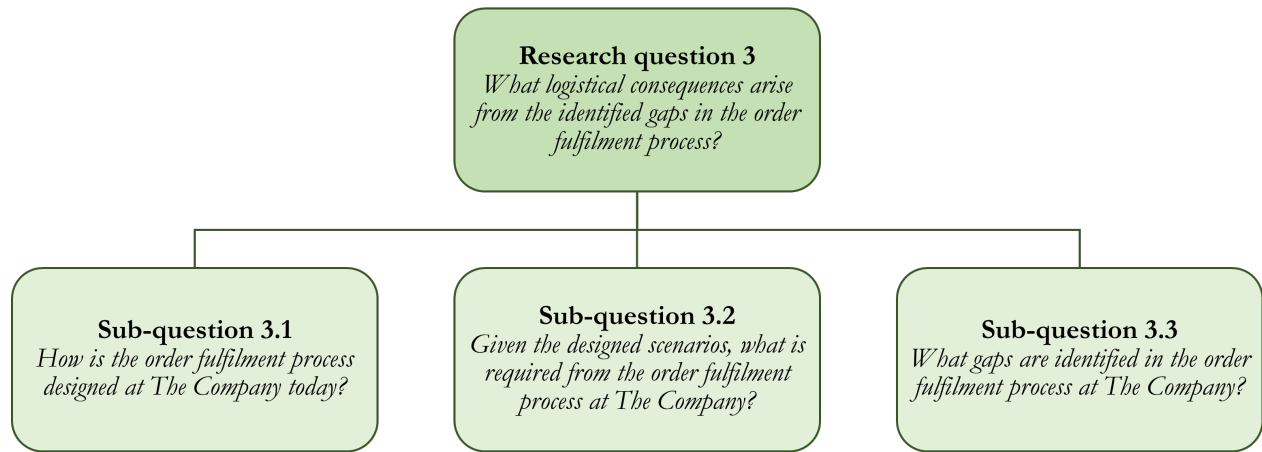 Research question 3
What logistical consequences arise
from the identified gaps in the order
fulfilment process?
Sub-question 3.1
How is the order fulfilment process
designed at The Company today?
Sub-question 3.2
Given the designed scenarios, what is
required from the order fulfilment
process at The Company?
Sub-question 3.3
What gaps are identified in the order
fulfilment process at The Company?